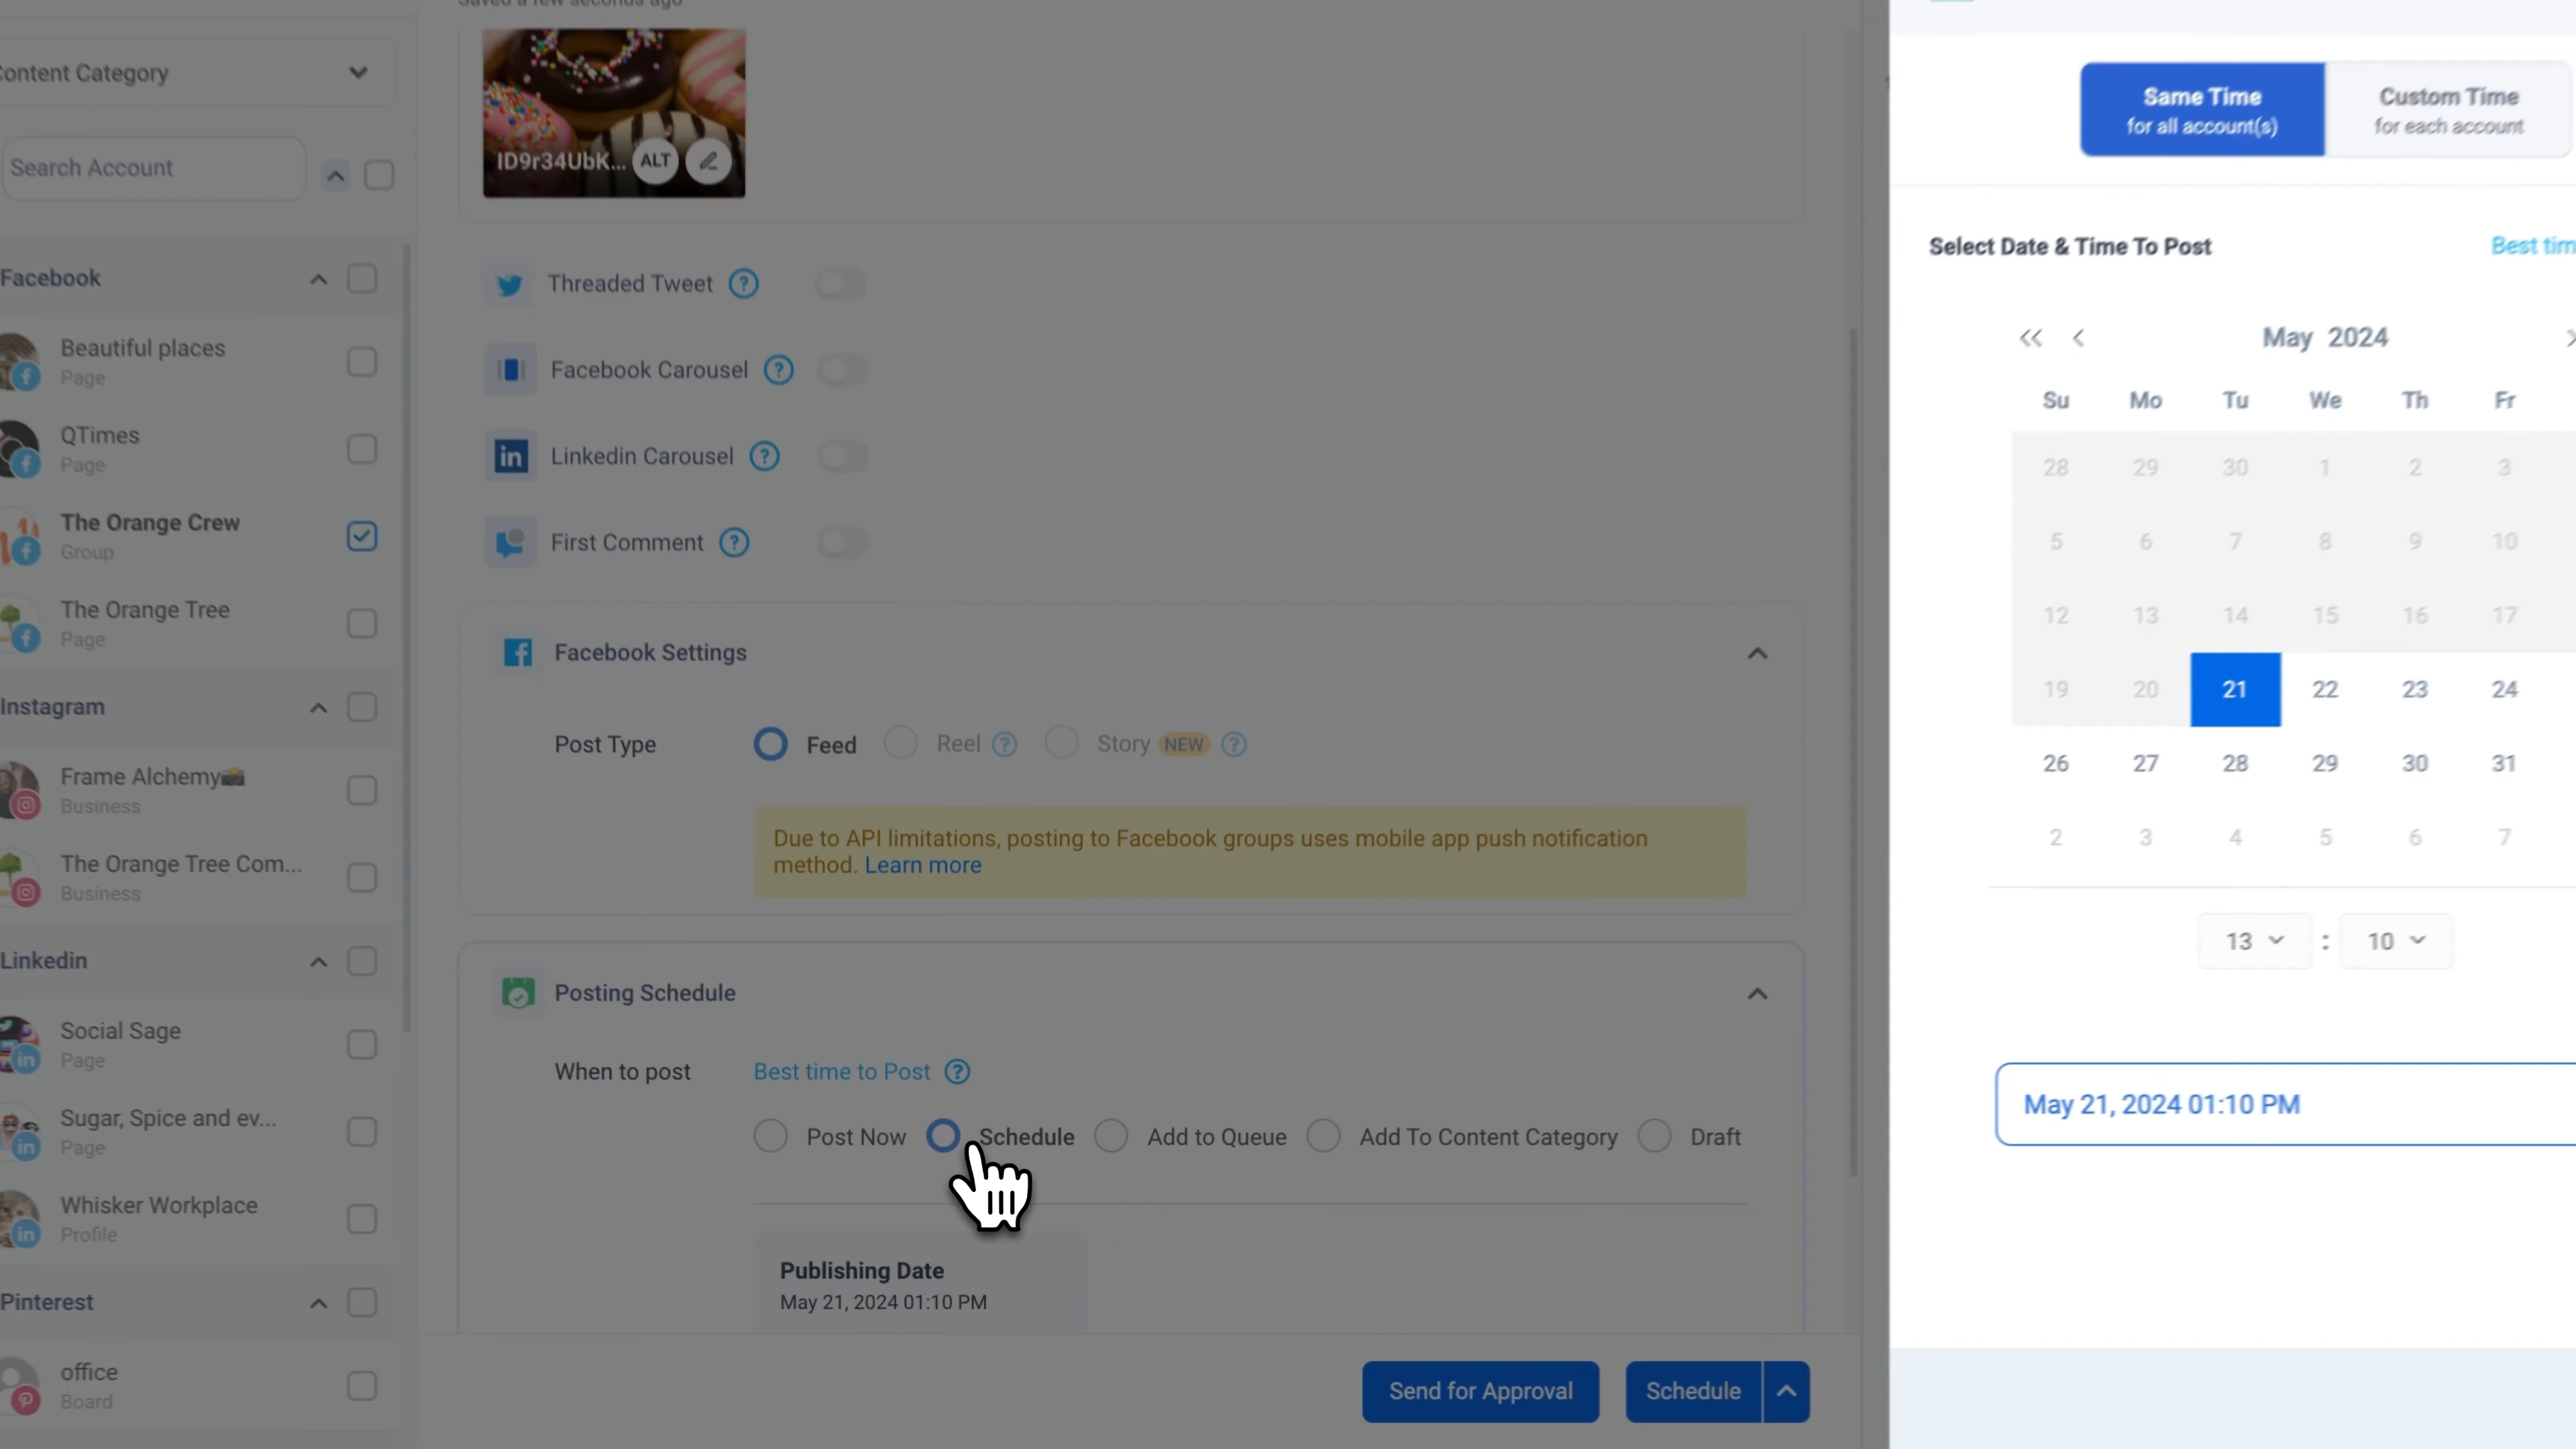 Saved a few seconds ago
Content Category
Search Account
Facebook
Beautiful places
Page
QTimes
Page
The Orange Crew
Group
The Orange Tree
Page
Instagram
Frame Alchemy📸
Business
The Orange Tree Com...
Business
Linkedin
Social Sage
Page
Sugar, Spice and ev...
Page
Whisker Workplace
Profile
Pinterest
office
Board
ID9r34UbK... ALT
Threaded Tweet ?
Facebook Carousel ?
in Linkedin Carousel ?
First Comment ?
Facebook Settings
Post Type Feed Reel ? Story NEW ?
Due to API limitations, posting to Facebook groups uses mobile app push notification
method. Learn more
Posting Schedule
When to post Best time to Post ?
Post Now Schedule Add to Queue Add To Content Category Draft
Publishing Date
May 21, 2024 01:10 PM
Send for Approval Schedule
Same Time
for all account(s)
Custom Time
for each account
Select Date & Time To Post Best tim
May 2024
Su Mo Tu We Th Fr
28 29 30 1 2 3
5 6 7 8 9 10
12 13 14 15 16 17
19 20 21 22 23 24
26 27 28 29 30 31
2 3 4 5 6 7
13 : 10
May 21, 2024 01:10 PM